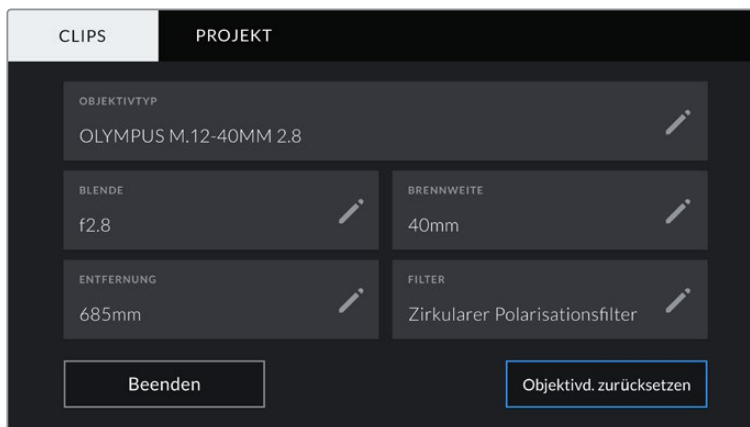 CLIPS
PROJEKT
OBJEKTIVTYP
OLYMPUS M.12-40MM 2.8
BLENDE
f2.8
BRENNWEITE
40mm
ENTFERNUNG
685mm
FILTER
Zirkularer Polarisationsfilter
Beenden
Objektivd. zurücksetzen